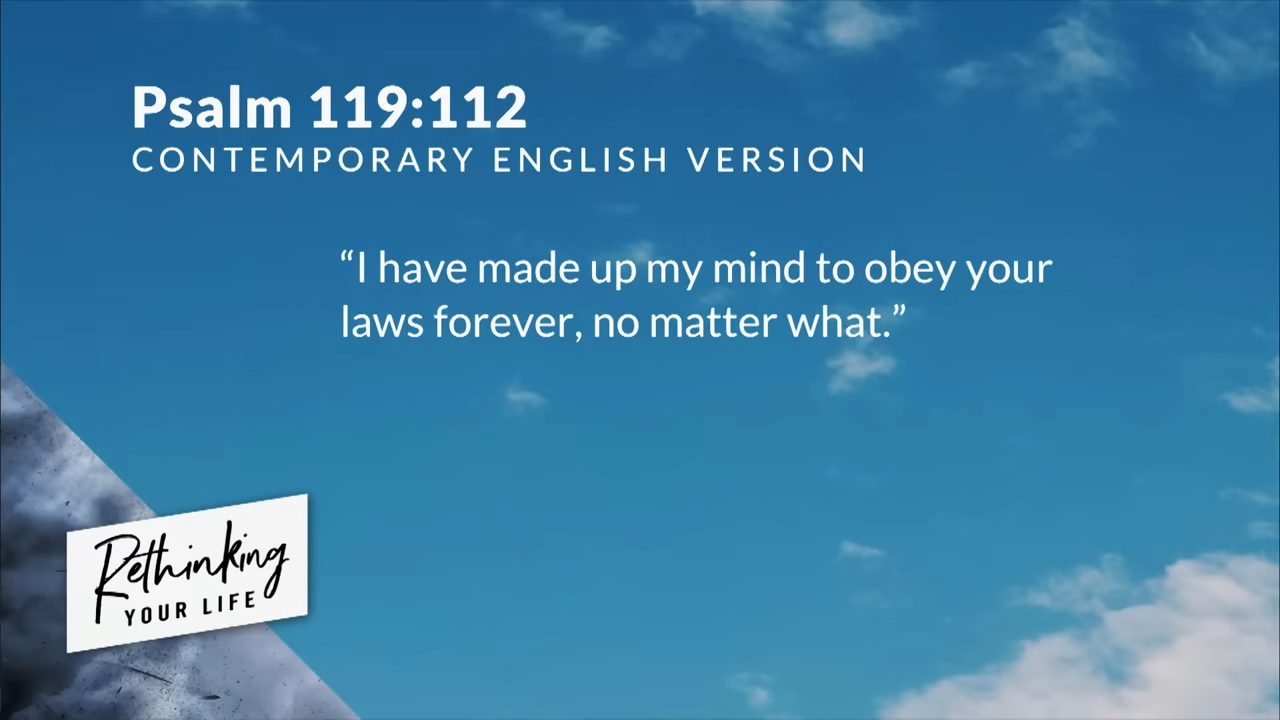 Psalm 119:112
CONTEMPORARY ENGLISH VERSION
“I have made up my mind to obey your
laws forever, no matter what.”
Rethinking
YOUR LIFE